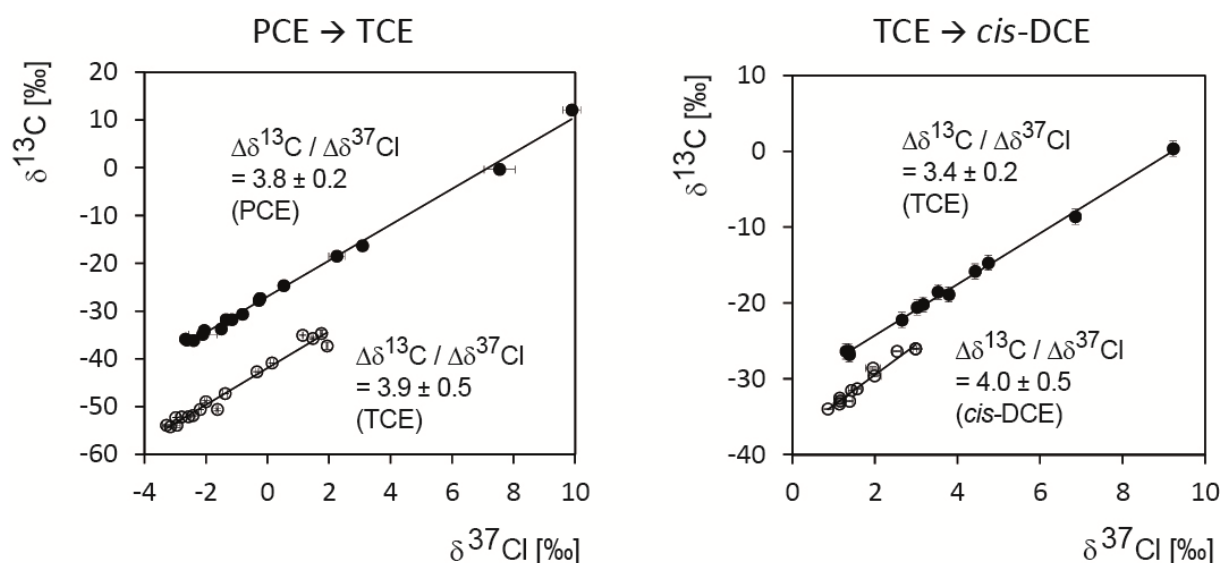 PCE → TCE
δ13C [‰]
20
10
0
-10
-20
-30
-40
-50
-60
Δδ13C / Δδ37Cl
= 3.8 ± 0.2
(PCE)
Δδ13C / Δδ37Cl
= 3.9 ± 0.5
(TCE)
-4 -2 0 2 4 6 8 10
δ37Cl [‰]
TCE → cis-DCE
δ13C [‰]
10
0
-10
-20
-30
-40
Δδ13C / Δδ37Cl
= 3.4 ± 0.2
(TCE)
Δδ13C / Δδ37Cl
= 4.0 ± 0.5
(cis-DCE)
0 2 4 6 8 10
δ37Cl [‰]